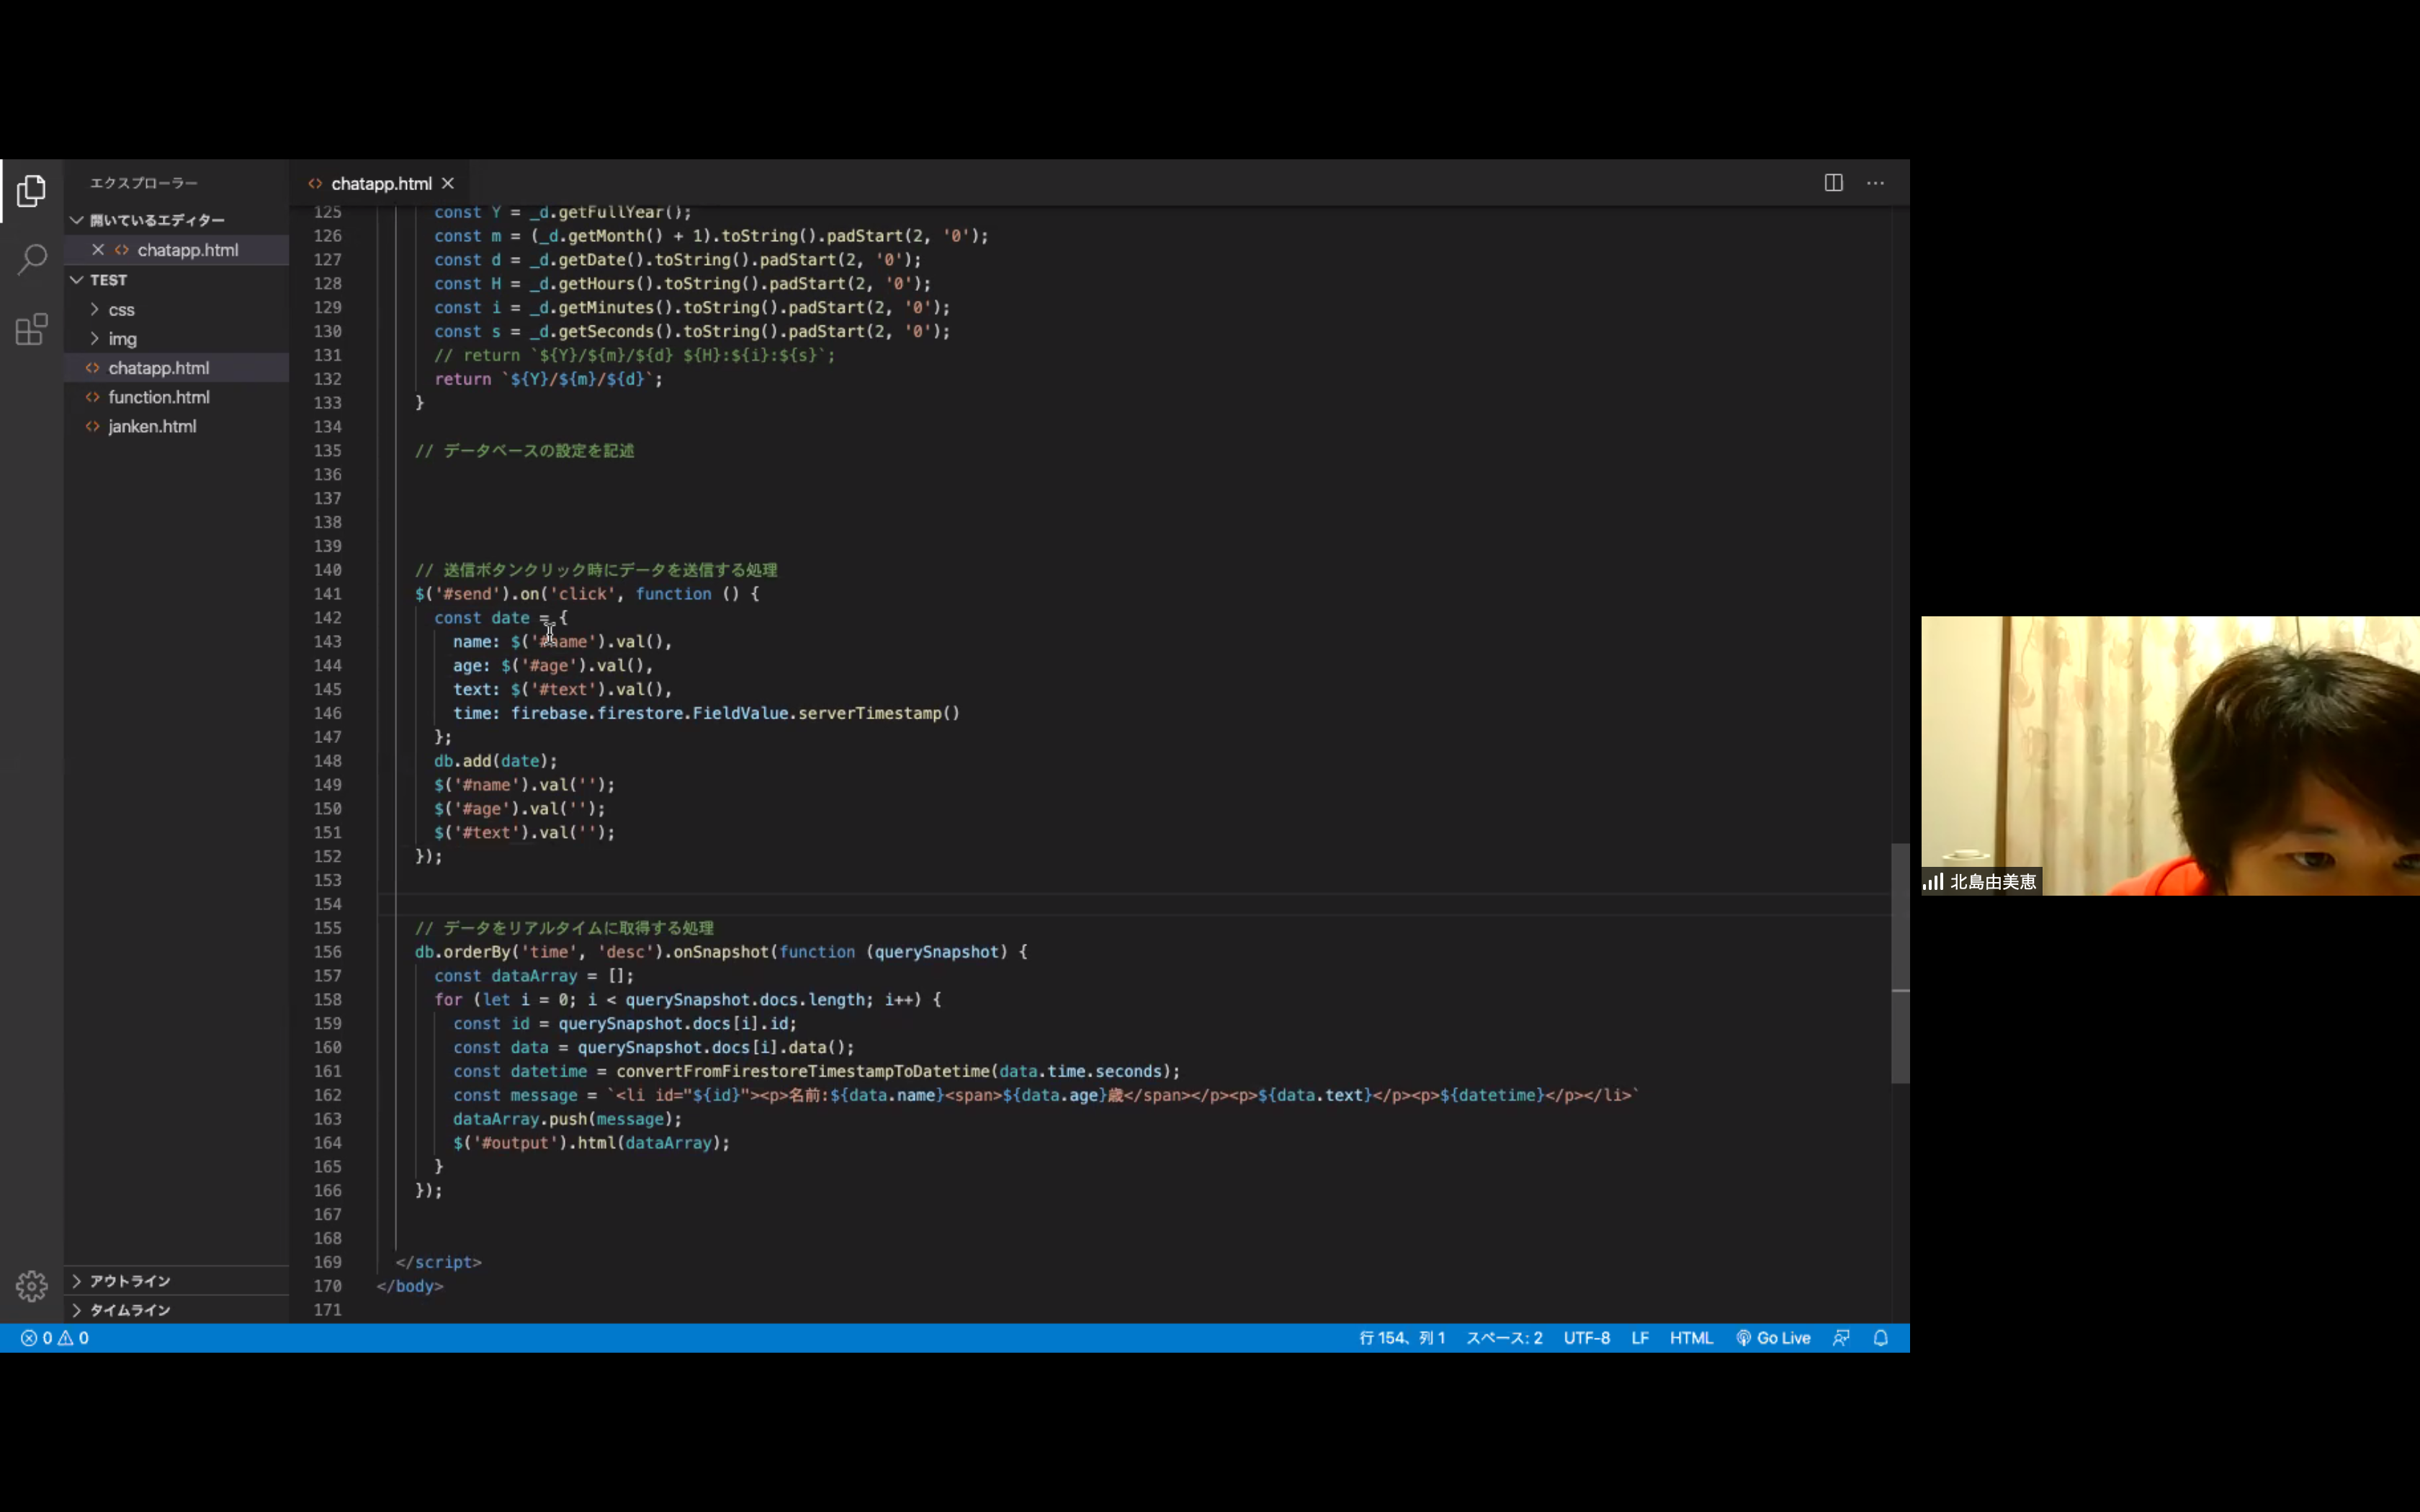 エクスプローラー
開いているエディター
chatapp.html
TEST
css
img
chatapp.html
function.html
janken.html
アウトライン
タイムライン
chatapp.html
125 const Y = _d.getFullYear();
126 const m = (_d.getMonth() + 1).toString().padStart(2, '0');
127 const d = _d.getDate().toString().padStart(2, '0');
128 const H = _d.getHours().toString().padStart(2, '0');
129 const i = _d.getMinutes().toString().padStart(2, '0');
130 const s = _d.getSeconds().toString().padStart(2, '0');
131 // return `${Y}/${m}/${d} ${H}:${i}:${s}`;
132 return `${Y}/${m}/${d}`;
133 }
134
135 // データベースの設定を記述
136
137
138
139
140 // 送信ボタンクリック時にデータを送信する処理
141 $('#send').on('click', function () {
142 const date = {
143 name: $('#name').val(),
144 age: $('#age').val(),
145 text: $('#text').val(),
146 time: firebase.firestore.FieldValue.serverTimestamp()
147 };
148 db.add(date);
149 $('#name').val('');
150 $('#age').val('');
151 $('#text').val('');
152 });
153
154
155 // データをリアルタイムに取得する処理
156 db.orderBy('time', 'desc').onSnapshot(function (querySnapshot) {
157 const dataArray = [];
158 for (let i = 0; i < querySnapshot.docs.length; i++) {
159 const id = querySnapshot.docs[i].id;
160 const data = querySnapshot.docs[i].data();
161 const datetime = convertFromFirestoreTimestampToDatetime(data.time.seconds);
162 const message = `<li id="${id}"><p>名前:${data.name}<span>${data.age}歳</span></p><p>${data.text}</p><p>${datetime}</p></li>`
163 dataArray.push(message);
164 $('#output').html(dataArray);
165 }
166 });
167
168
169 </script>
170 </body>
171
0 0
行 154、列 1 スペース: 2 UTF-8 LF HTML Go Live
北島由美恵